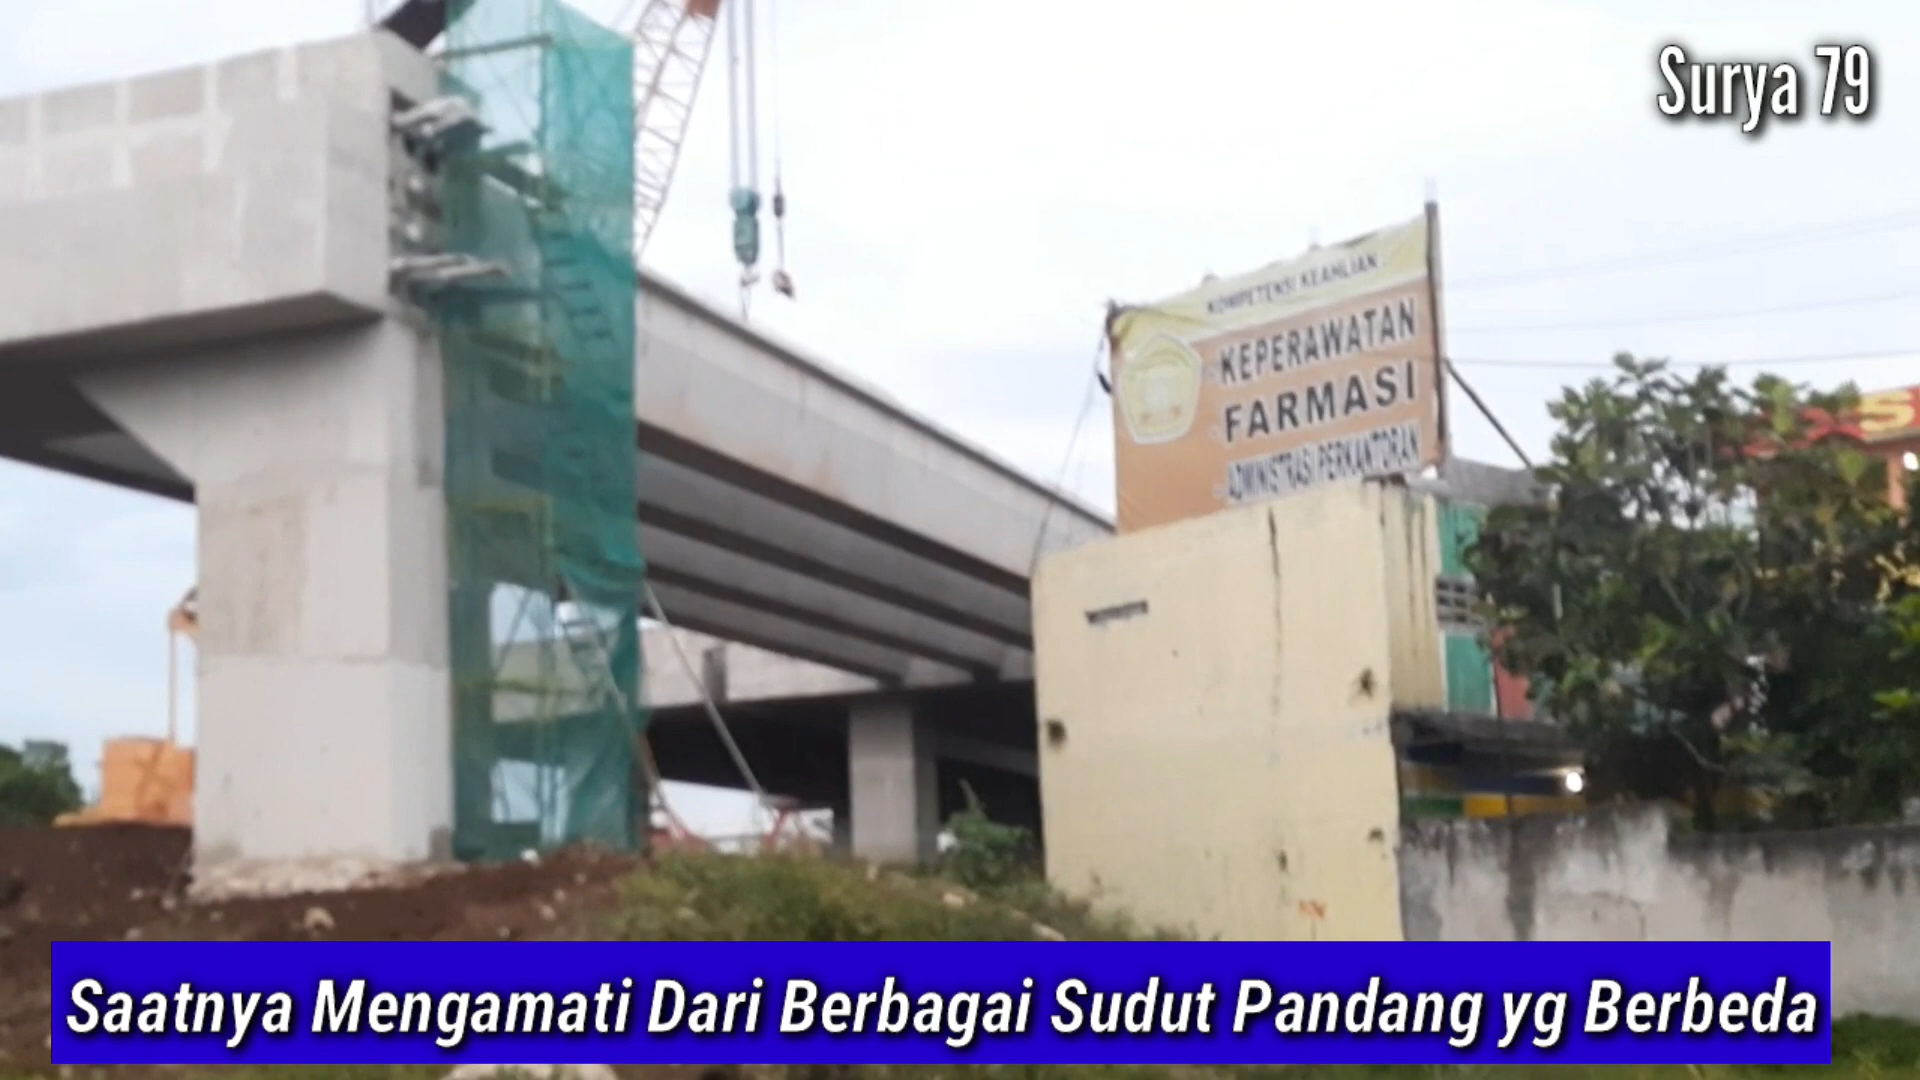 Surya 79
KOMPETENSI KEAHLIAN
- KEPERAWATAN
- FARMASI
- ADMINISTRASI PERKANTORAN
Saatnya Mengamati Dari Berbagai Sudut Pandang yg Berbeda